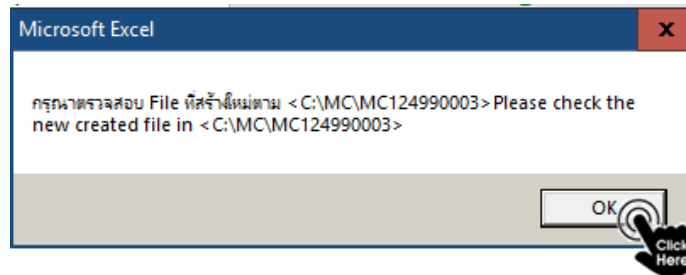 Microsoft Excel
x
กรุณาตรวจสอบ File ที่สร้างใหม่ตาม <C:\MC\MC124990003>Please check the
new created file in <C:\MC\MC124990003>
OK
Click
Here